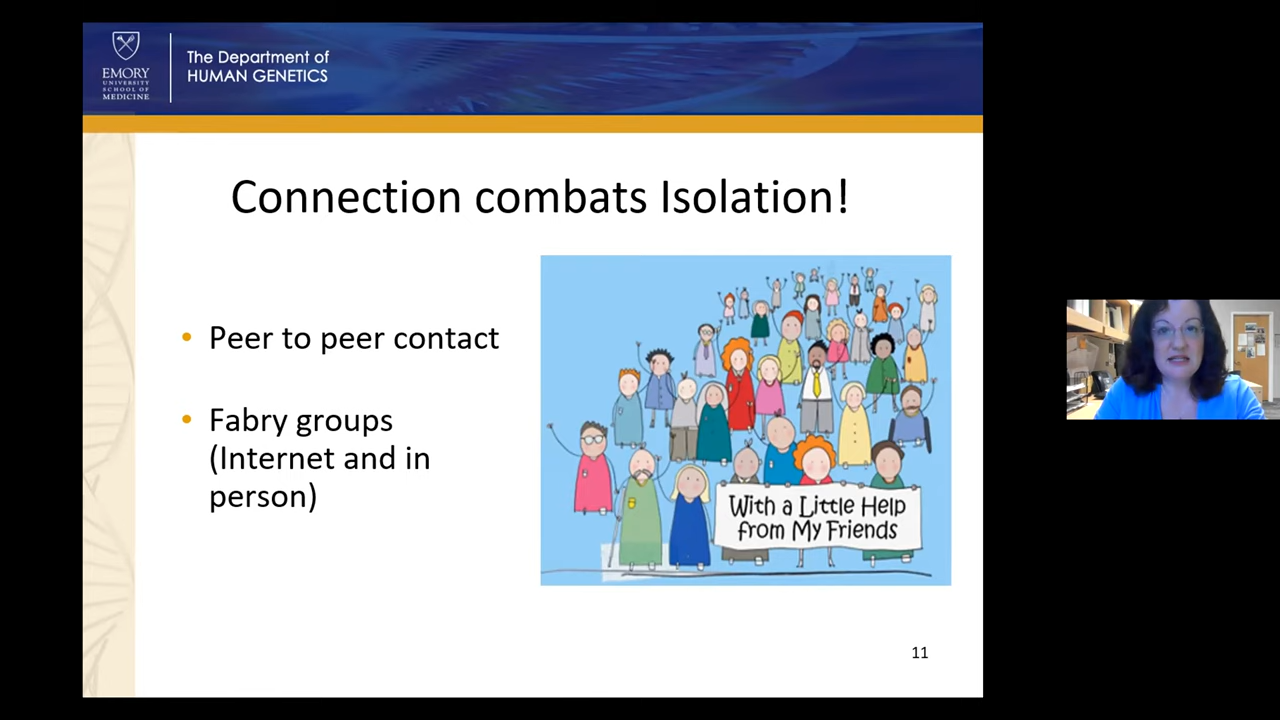 EMORY
UNIVERSITY
SCHOOL OF
MEDICINE
The Department of
HUMAN GENETICS
Connection combats Isolation!
• Peer to peer contact
• Fabry groups
(Internet and in
person)
With a Little Help
from My Friends
11